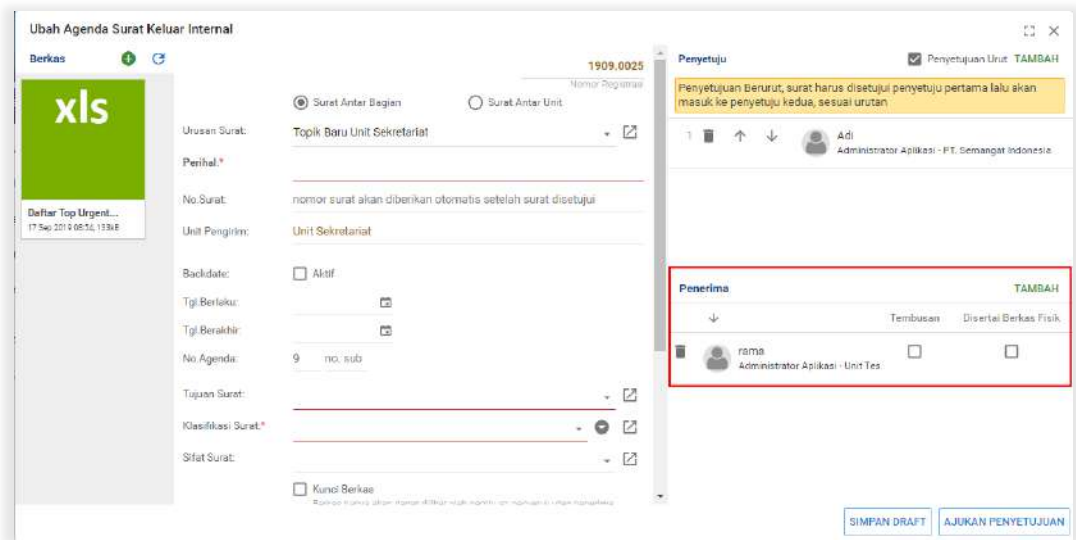 Ubah Agenda Surat Keluar Internal
Berkas
xls
Daftar Top Urgent...
17 Sep 2019 08:54, 133kB
1909.0025
Nomor Registrasi
Surat Antar Bagian
Surat Antar Unit
Urusan Surat: Topik Baru Unit Sekretariat
Perihal:*
No.Surat: nomor surat akan diberikan otomatis setelah surat disetujui
Unit Pengirim: Unit Sekretariat
Backdate: Aktif
Tgl.Berlaku:
Tgl.Berakhir:
No.Agenda: 9 no. sub
Tujuan Surat:
Klasifikasi Surat:*
Sifat Surat:
Kunci Berkas
Penyetuju
Penyetujuan Urut TAMBAH
Penyetujuan Berurut, surat harus disetujui penyetuju pertama lalu akan
masuk ke penyetuju kedua, sesuai urutan
1 Adi
Administrator Aplikasi - PT. Semangat Indonesia
Penerima TAMBAH
Tembusan Disertai Berkas Fisik
rama
Administrator Aplikasi - Unit Tes
SIMPAN DRAFT AJUKAN PENYETUJUAN